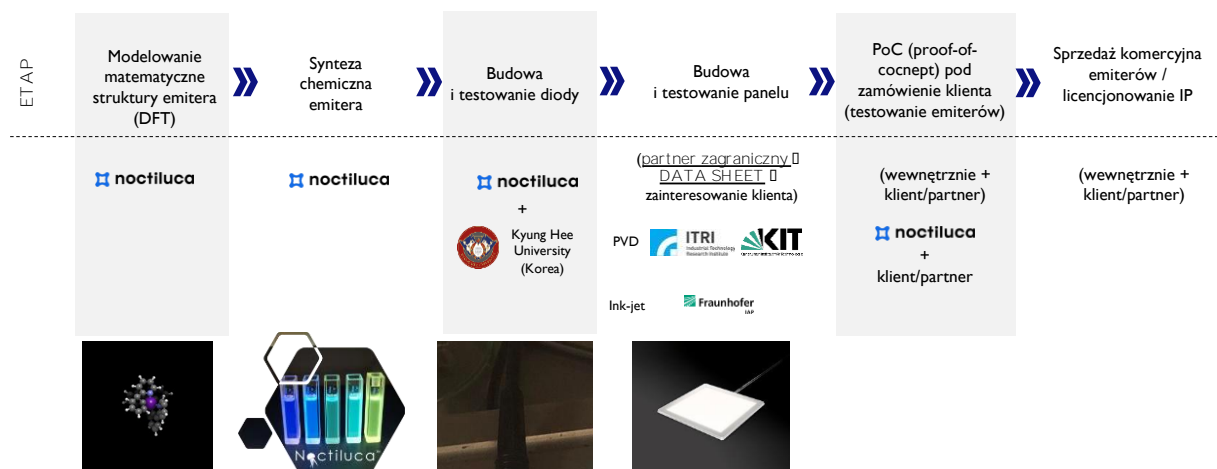 ETAP
Modelowanie
matematyczne
struktury emitera
(DFT)
Synteza
chemiczna
emitera
Budowa
i testowanie diody
Budowa
i testowanie panelu
PoC (proof-of-
cocnept) pod
zamówienie klienta
(testowanie emiterów)
Sprzedaż komercyjna
emiterów /
licencjonowanie IP
noctiluca
noctiluca
noctiluca
+
Kyung Hee
University
(Korea)
(partner zagraniczny
DATA SHEET
zainteresowanie klienta)
PVD
ITRI
Industrial Technology
Research Institute
KIT
Ink-jet
Fraunhofer
IAP
(wewnętrznie +
klient/partner)
noctiluca
+
klient/partner
(wewnętrznie +
klient/partner)
Noctiluca